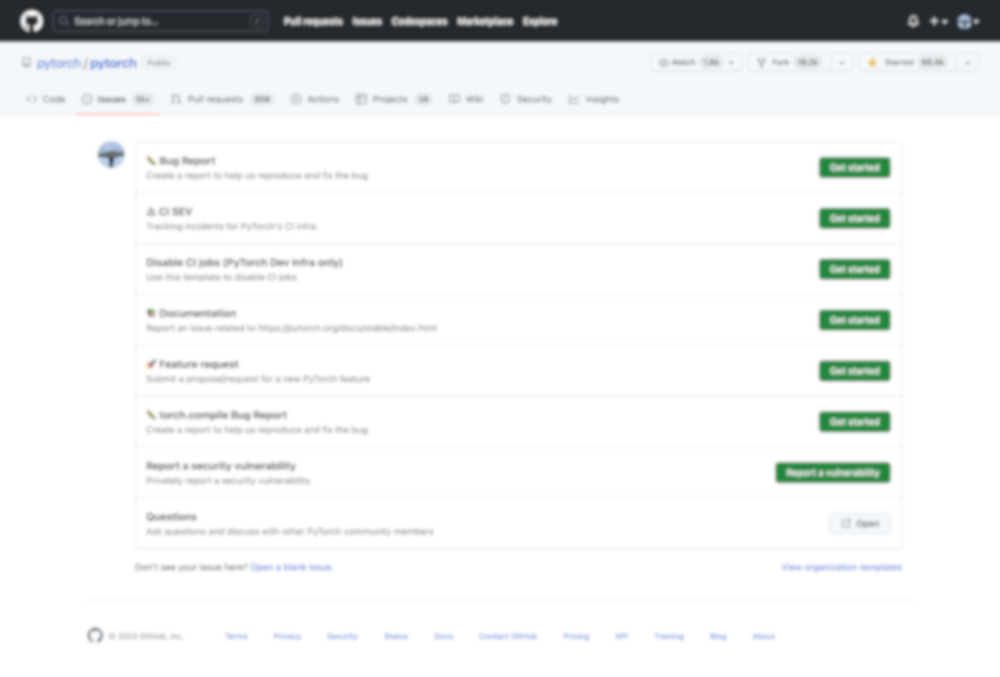 Search or jump to... /
Pull requests Issues Codespaces Marketplace Explore
pytorch / pytorch Public
Watch Fork 18.2k Starred
Code Issues 5k+ Pull requests Actions Projects 28 Wiki Security Insights
Bug Report
Create a report to help us reproduce and fix the bug
Get started
CI SEV
Tracking incidents for PyTorch's CI infra.
Get started
Disable CI jobs (PyTorch Dev Infra only)
Use this template to disable CI jobs
Get started
Documentation
Report an issue related to https://pytorch.org/docs/stable/index.html
Get started
Feature request
Submit a proposal/request for a new PyTorch feature
Get started
torch.compile Bug Report
Create a report to help us reproduce and fix the bug
Get started
Report a security vulnerability
Privately report a security vulnerability.
Report a vulnerability
Questions
Ask questions and discuss with other PyTorch community members
Open
Don't see your issue here? Open a blank issue.
View organization templates
© 2023 GitHub, Inc. Terms Privacy Security Status Docs Contact GitHub Pricing API Training Blog About